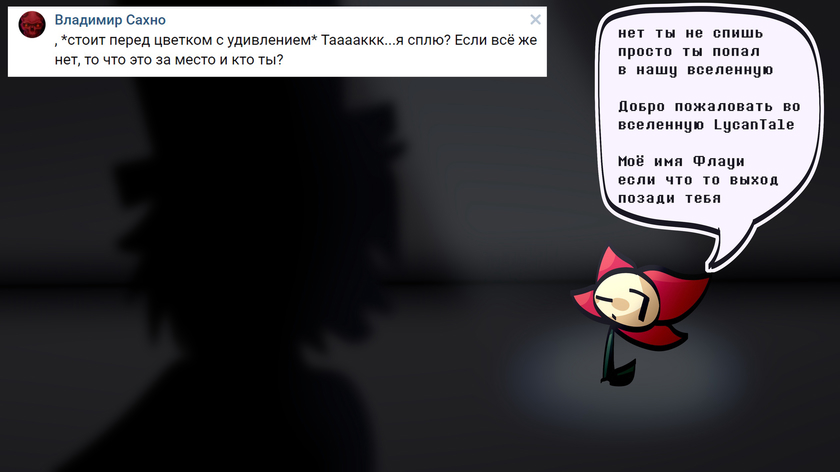 Владимир Сахно
, *стоит перед цветком с удивлением* Тааааккк...я сплю? Если всё же
нет, то что это за место и кто ты?
нет ты не спишь
просто ты попал
в нашу вселенную
Добро пожаловать во
вселенную LycanTale
Моё имя Флауи
если что то выход
позади тебя